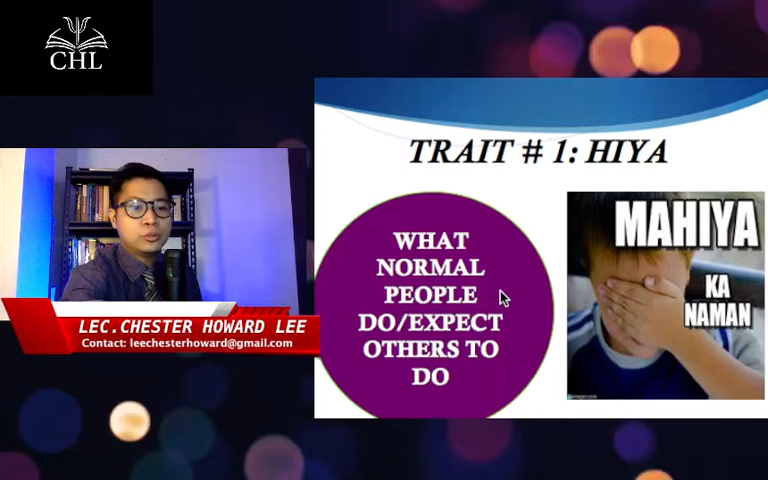 CHL
TRAIT # 1: HIYA
WHAT
NORMAL
PEOPLE
DO/EXPECT
OTHERS TO
DO
MAHIYA
KA
NAMAN
LEC.CHESTER HOWARD LEE
Contact: leechesterhoward@gmail.com